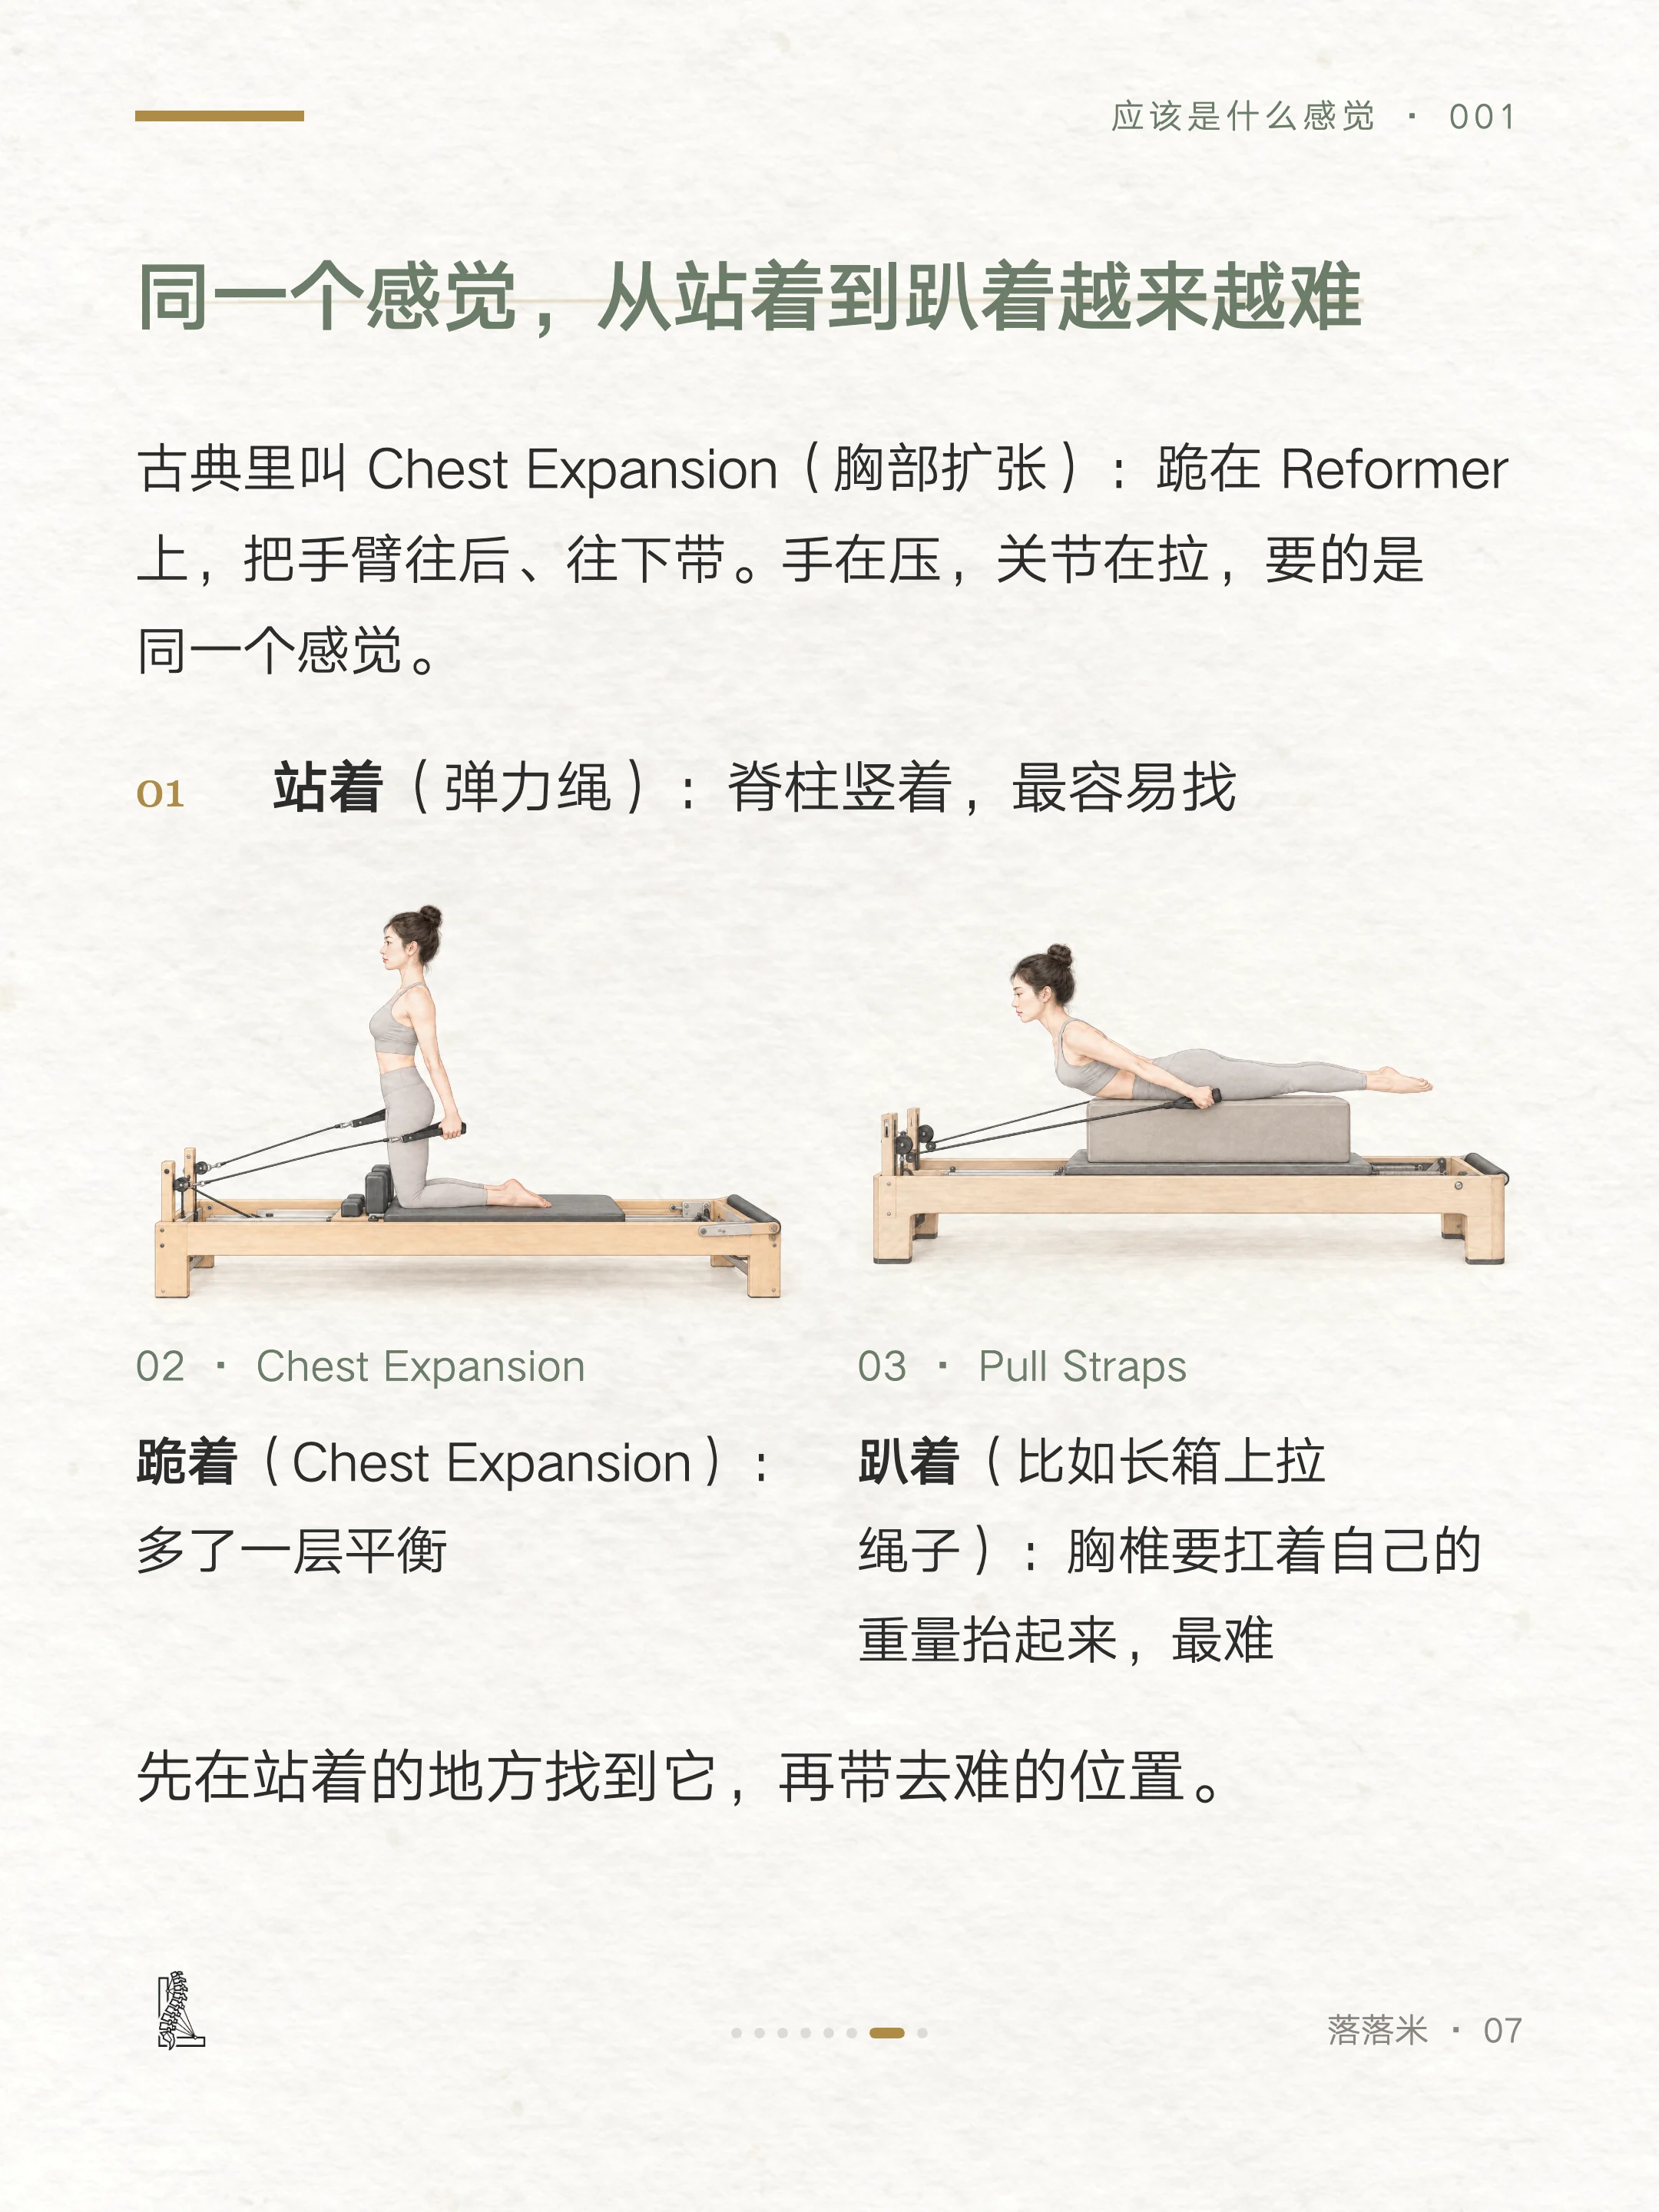 应该是什么感觉 · 001
同一个感觉，从站着到趴着越来越难
古典里叫 Chest Expansion（胸部扩张）：跪在 Reformer
上，把手臂往后、往下带。手在压，关节在拉，要的是
同一个感觉。
01 站着（弹力绳）：脊柱竖着，最容易找
02 · Chest Expansion
跪着（Chest Expansion）：
多了一层平衡
03 · Pull Straps
趴着（比如长箱上拉
绳子）：胸椎要扛着自己的
重量抬起来，最难
先在站着的地方找到它，再带去难的位置。
落落米 · 07